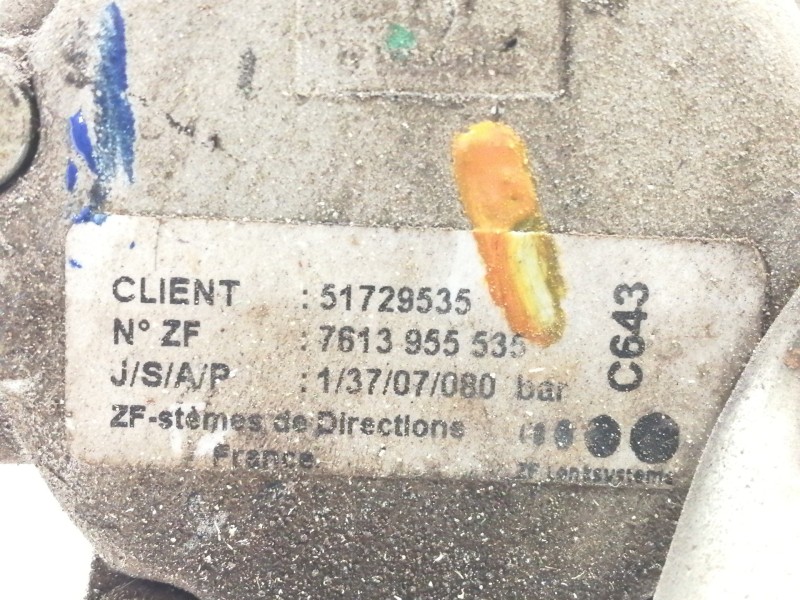 CLIENT : 51729535
N° ZF : 7613 955 535
J/S/A/P : 1/37/07/080 bar
ZF-stèmes de Directions
France.
C643
ZF Lenksysteme